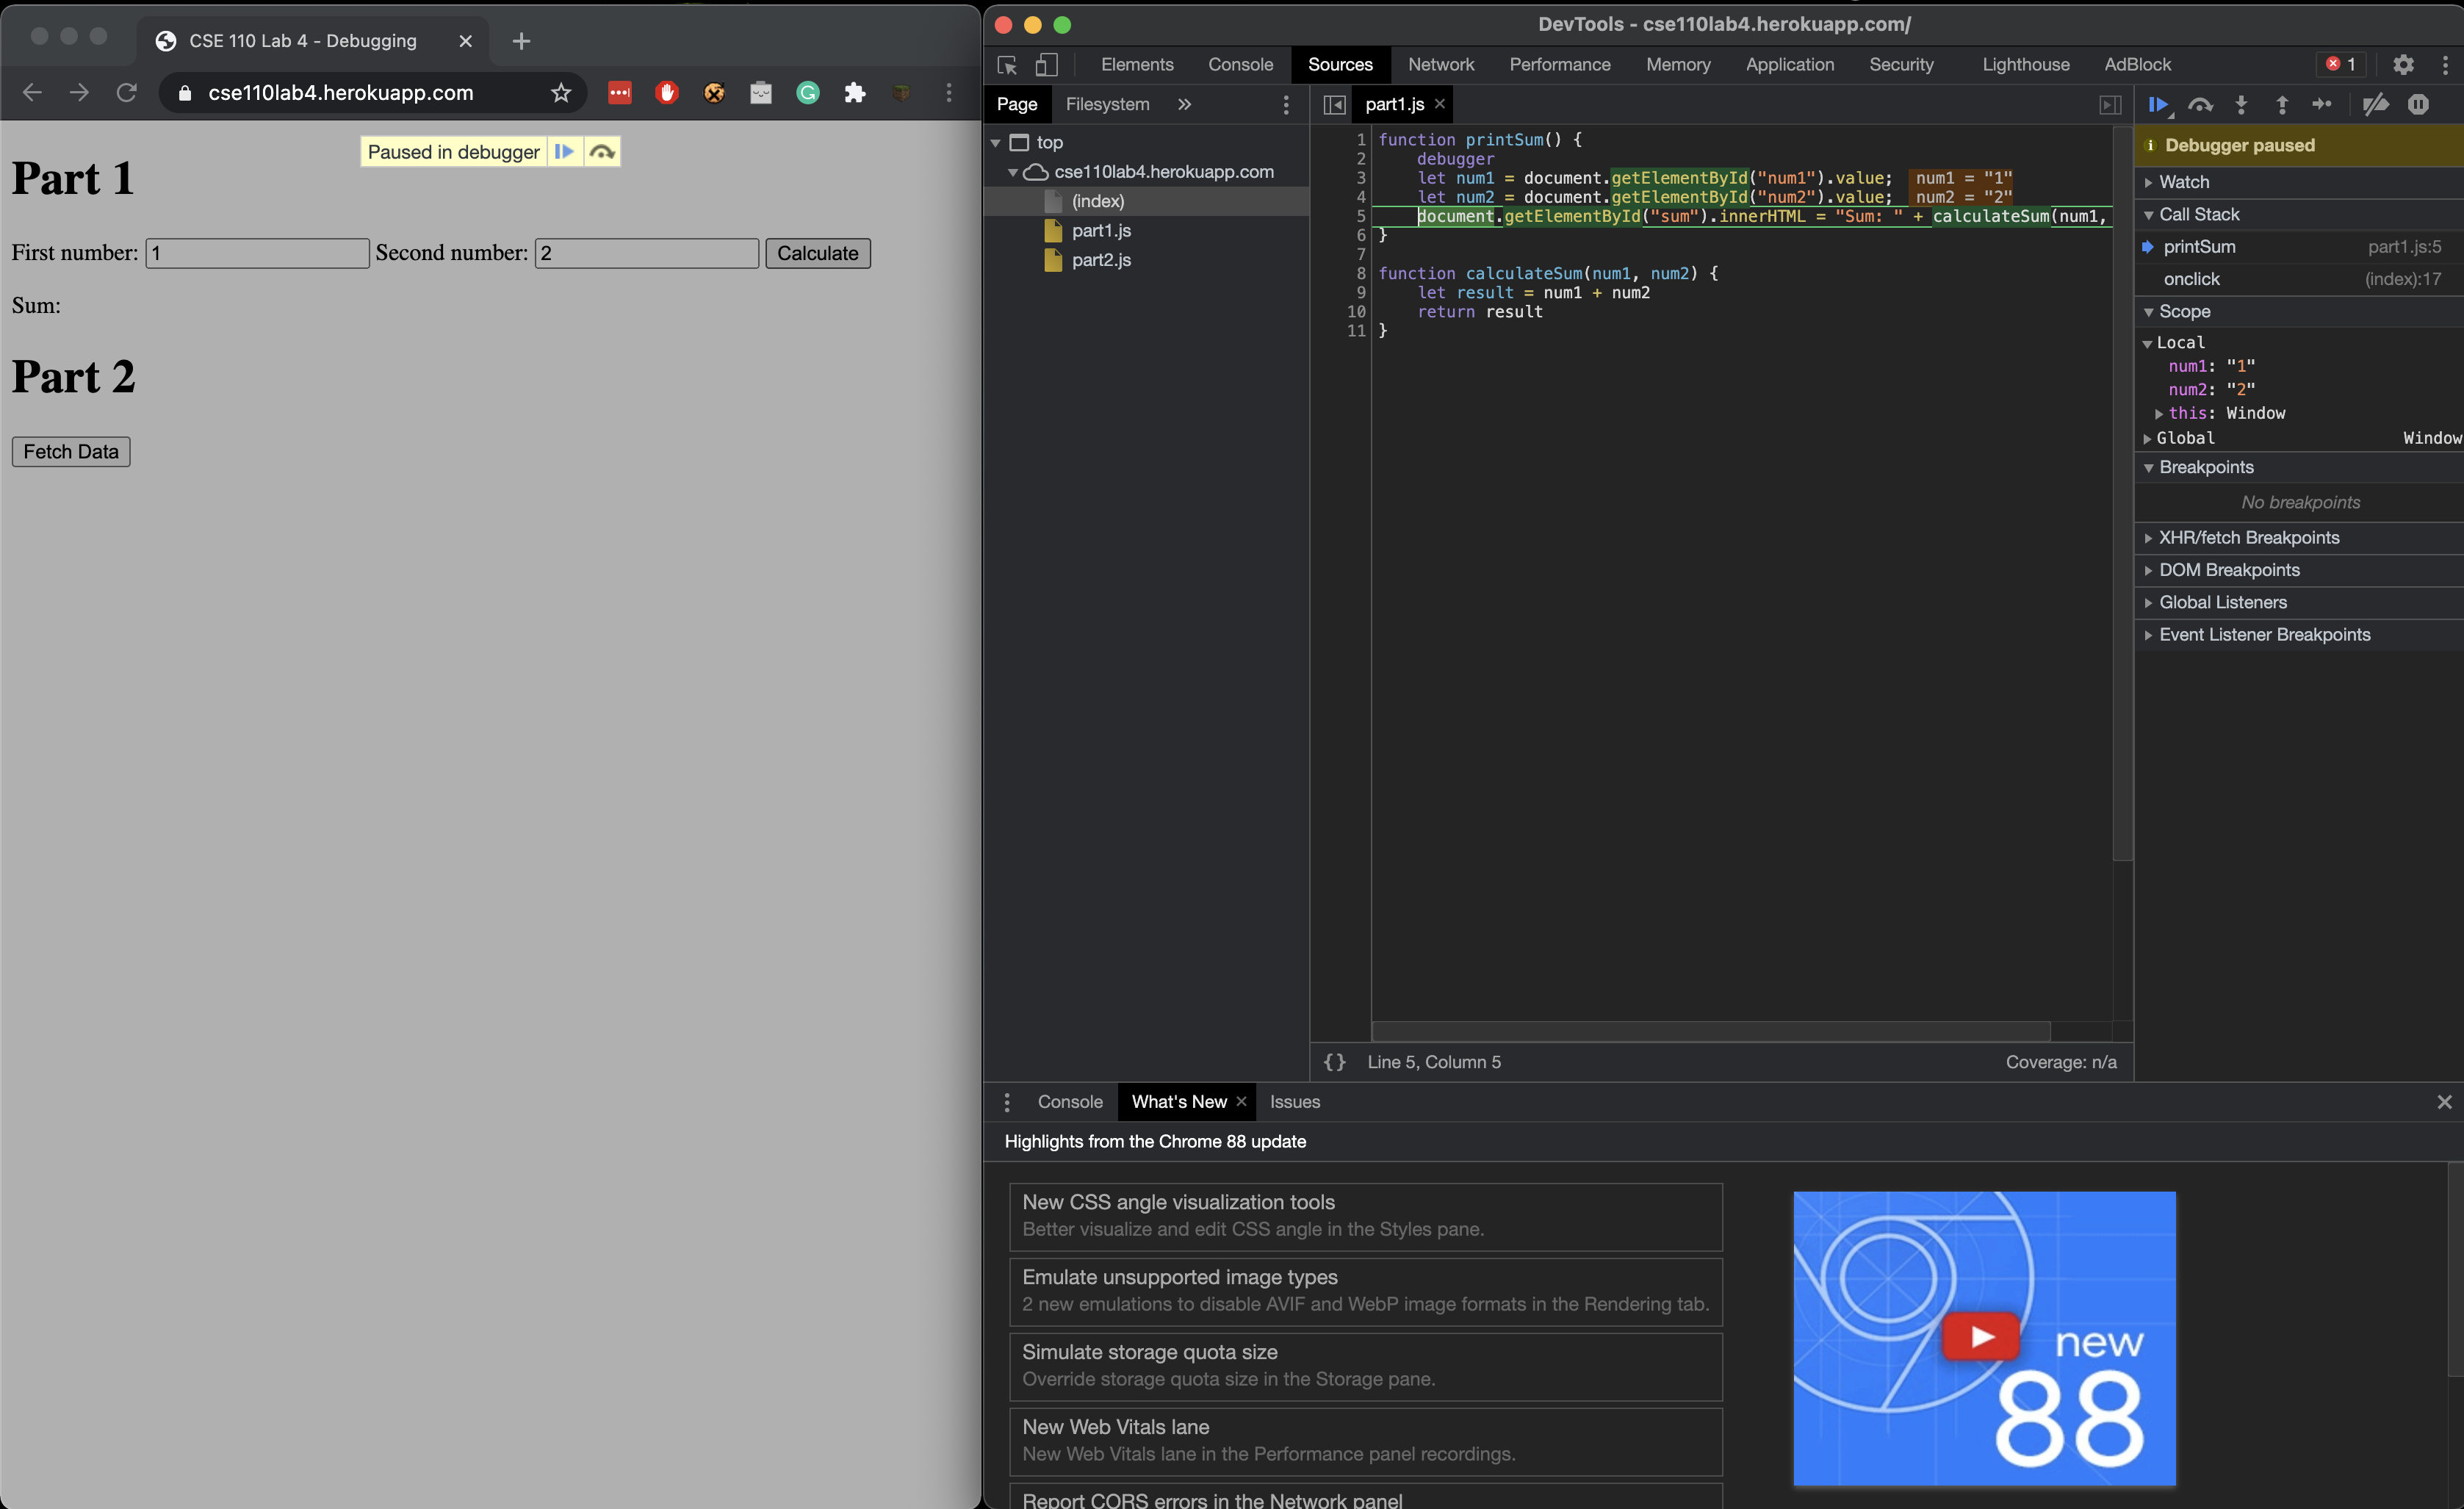 CSE 110 Lab 4 - Debugging
cse110lab4.herokuapp.com
Paused in debugger
Part 1
First number: 1 Second number: 2 Calculate
Sum:
Part 2
Fetch Data
DevTools - cse110lab4.herokuapp.com/
Elements Console Sources Network Performance Memory Application Security Lighthouse AdBlock 1
Page Filesystem »
top
cse110lab4.herokuapp.com
(index)
part1.js
part2.js
part1.js
1 function printSum() {
2 debugger
3 let num1 = document.getElementById("num1").value; num1 = "1"
4 let num2 = document.getElementById("num2").value; num2 = "2"
5 document.getElementById("sum").innerHTML = "Sum: " + calculateSum(num1,
6 }
7
8 function calculateSum(num1, num2) {
9 let result = num1 + num2
10 return result
11 }
{} Line 5, Column 5 Coverage: n/a
Debugger paused
Watch
Call Stack
printSum part1.js:5
onclick (index):17
Scope
Local
num1: "1"
num2: "2"
this: Window
Global Window
Breakpoints
No breakpoints
XHR/fetch Breakpoints
DOM Breakpoints
Global Listeners
Event Listener Breakpoints
Console What's New Issues
Highlights from the Chrome 88 update
New CSS angle visualization tools
Better visualize and edit CSS angle in the Styles pane.
Emulate unsupported image types
2 new emulations to disable AVIF and WebP image formats in the Rendering tab.
Simulate storage quota size
Override storage quota size in the Storage pane.
New Web Vitals lane
New Web Vitals lane in the Performance panel recordings.
Report CORS errors in the Network panel
new
88